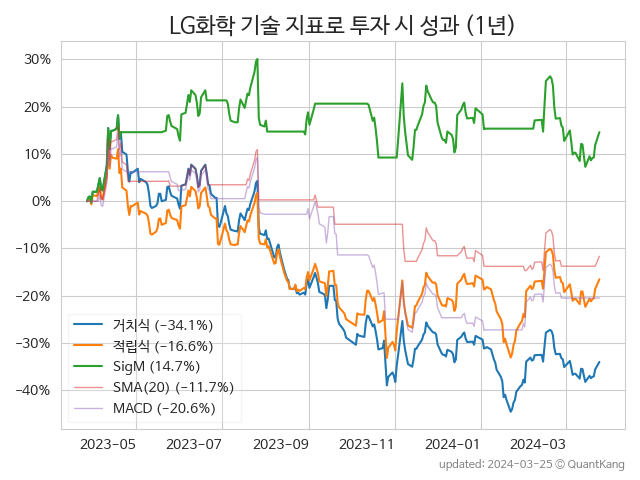 LG화학 기술 지표로 투자 시 성과 (1년)
30%
20%
10%
0%
−10%
−20%
−30%
−40%
거치식 (−34.1%)
적립식 (−16.6%)
SigM (14.7%)
SMA(20) (−11.7%)
MACD (−20.6%)
2023-05
2023-07
2023-09
2023-11
2024-01
2024-03
updated: 2024-03-25 © QuantKang